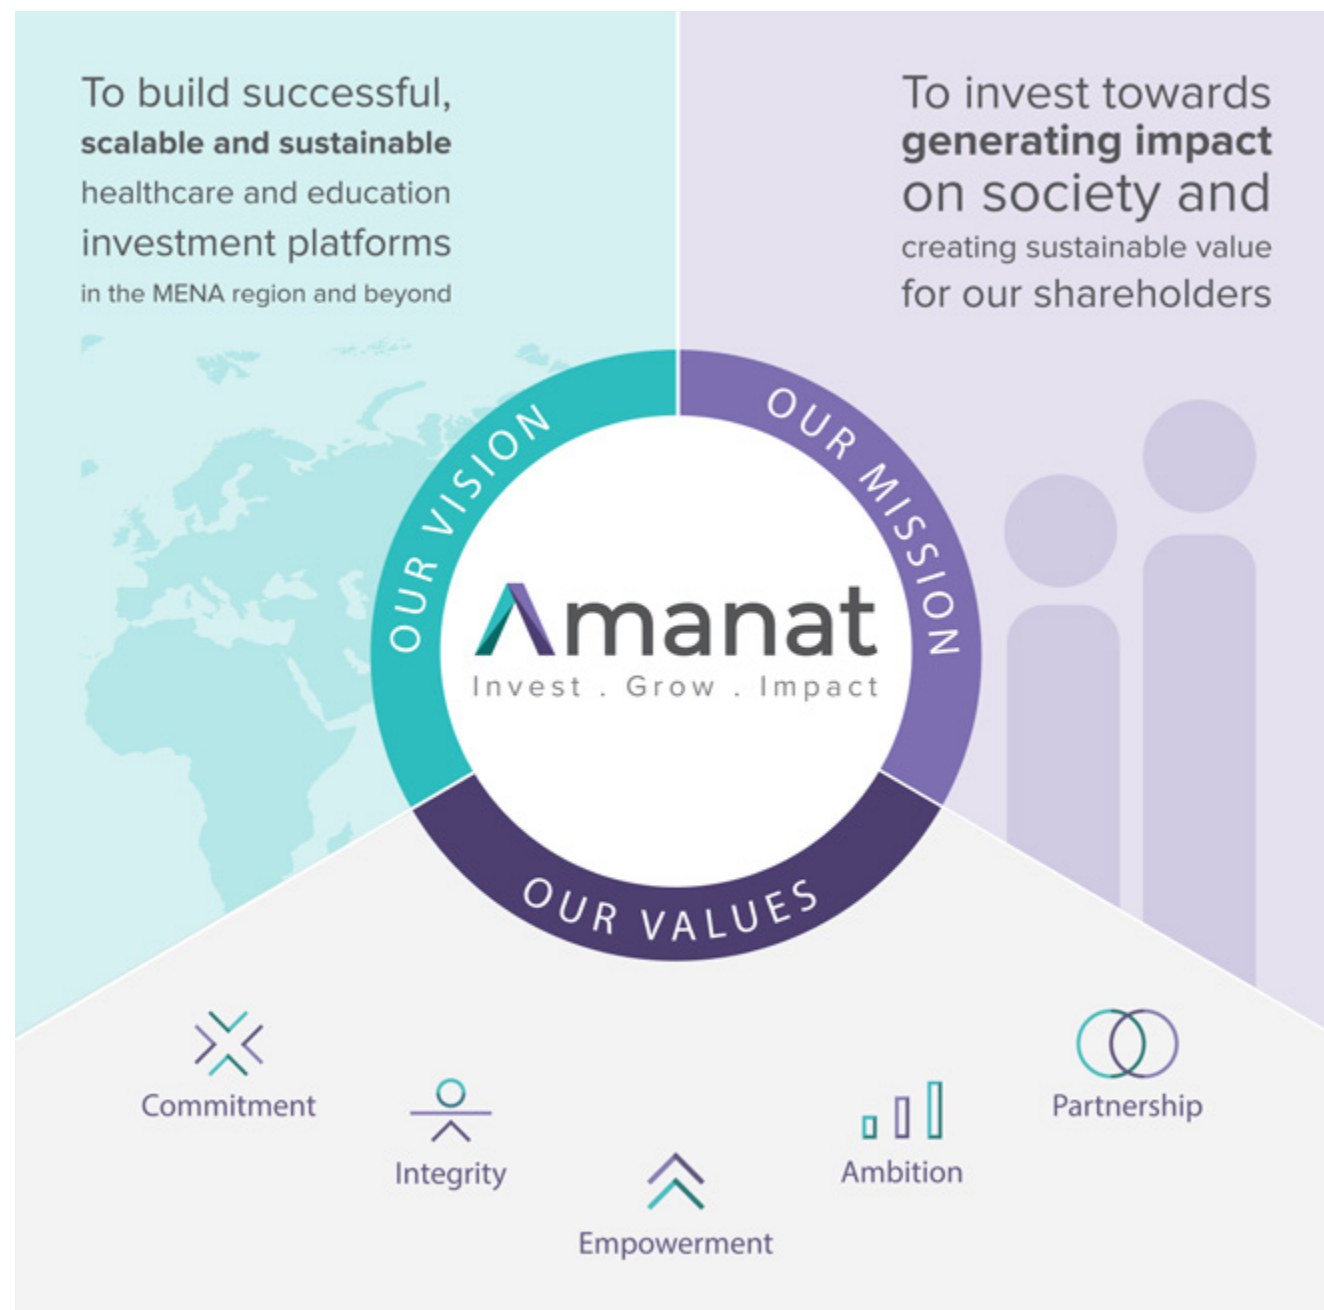 To build successful,
scalable and sustainable
healthcare and education
investment platforms
in the MENA region and beyond
To invest towards
generating impact
on society and
creating sustainable value
for our shareholders
OUR VISION
OUR MISSION
Amanat
Invest . Grow . Impact
OUR VALUES
Commitment
Integrity
Empowerment
Ambition
Partnership